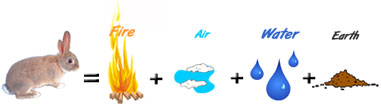 = Fire + Air + Water + Earth